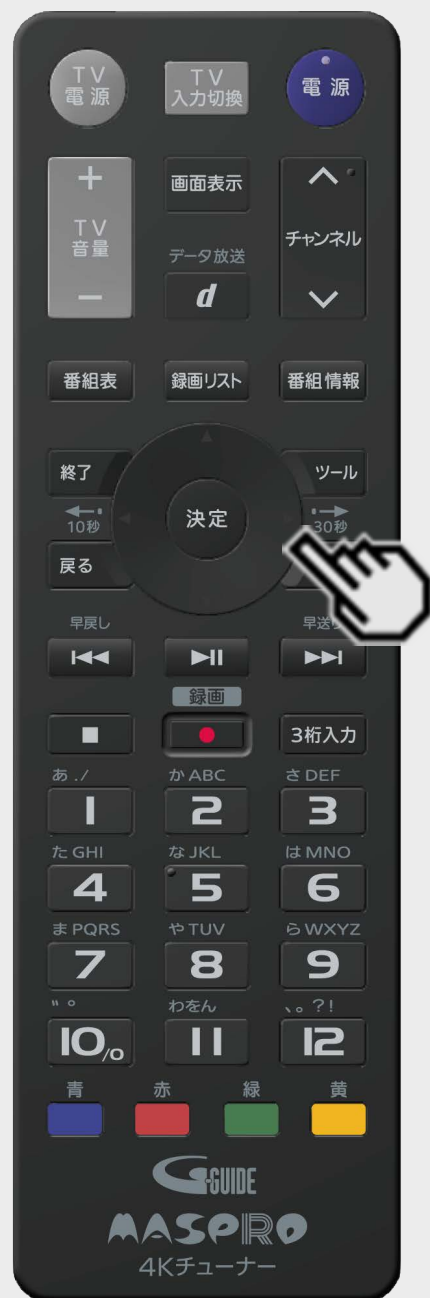 TV
電源
TV
入力切換
電源
+
TV
音量
−
画面表示
チャンネル
データ放送
d
番組表
録画リスト
番組情報
終了
ツール
10秒
決定
30秒
戻る
早戻し
早送
録画
3桁入力
あ ./
か ABC
さ DEF
1
2
3
た GHI
な JKL
は MNO
4
5
6
ま PQRS
や TUV
ら WXYZ
7
8
9
゛゜
わをん
、。?!
10/0
11
12
青
赤
緑
黄
G-GUIDE
MASPRO
4Kチューナー